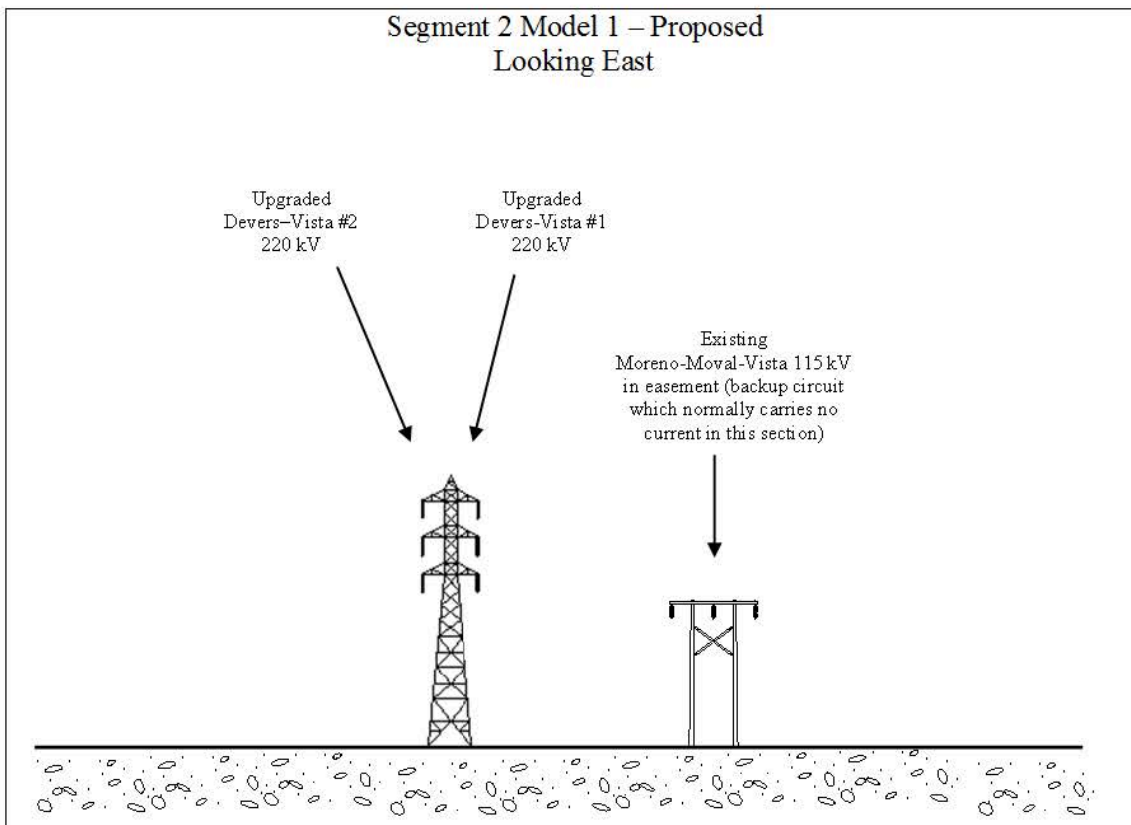 Segment 2 Model 1 – Proposed
Looking East
Upgraded
Devers–Vista #2
220 kV
Upgraded
Devers-Vista #1
220 kV
Existing
Moreno-Moval-Vista 115 kV
in easement (backup circuit
which normally carries no
current in this section)